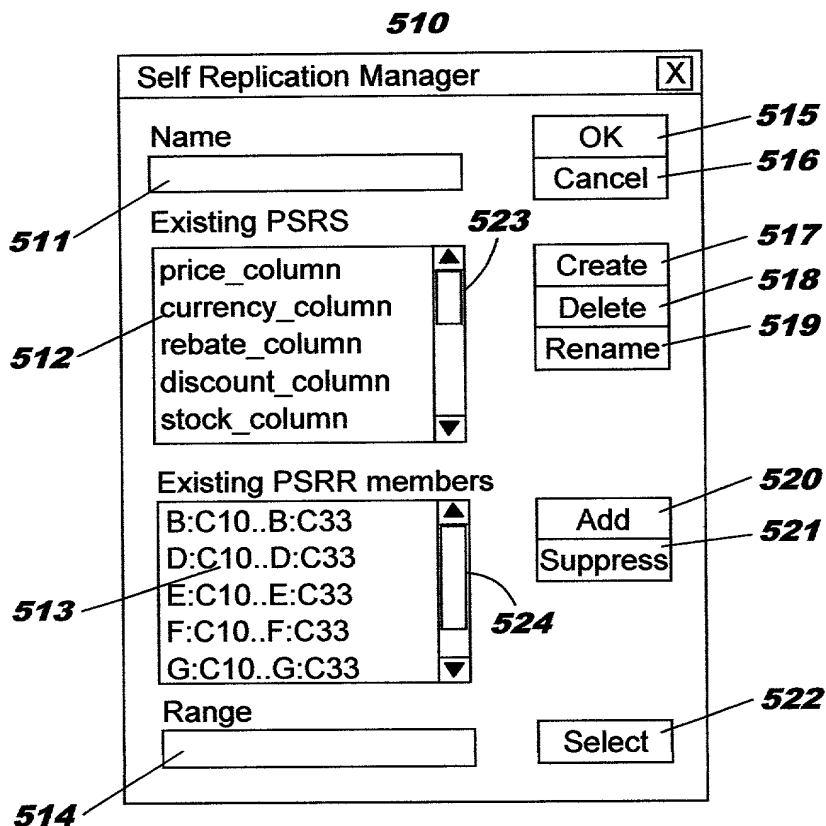 510
Self Replication Manager X
Name
OK
515
Cancel
516
511
Existing PSRS
523
517
price_column
Create
518
currency_column
Delete
519
512
rebate_column
Rename
discount_column
stock_column
Existing PSRR members
520
B:C10..B:C33
Add
521
D:C10..D:C33
Suppress
513
E:C10..E:C33
524
F:C10..F:C33
G:C10..G:C33
Range
522
Select
514